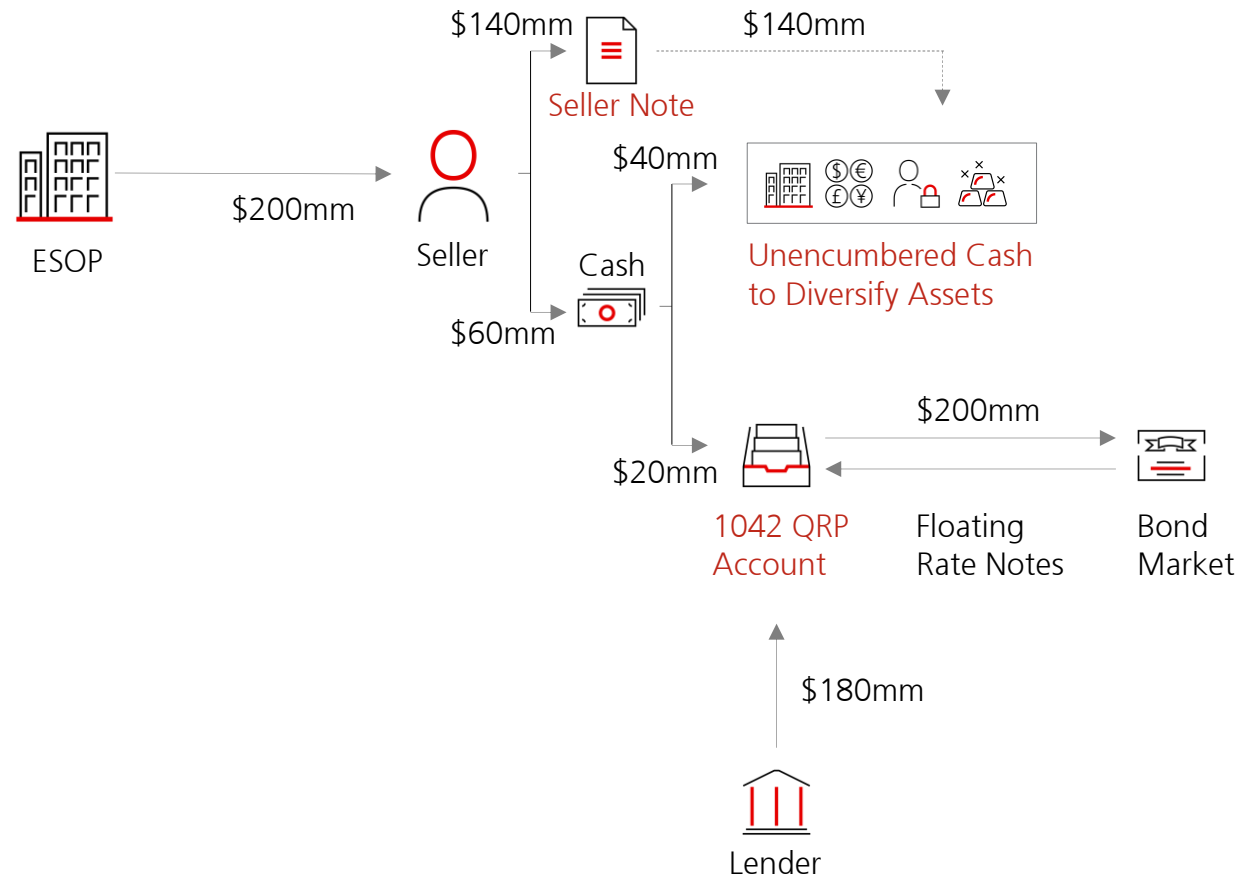 $140mm
$140mm
Seller Note
$40mm
$200mm
ESOP
Seller
Cash
$60mm
$ €
£ ¥
Unencumbered Cash
to Diversify Assets
$20mm
$200mm
1042 QRP
Account
Floating
Rate Notes
Bond
Market
$180mm
Lender